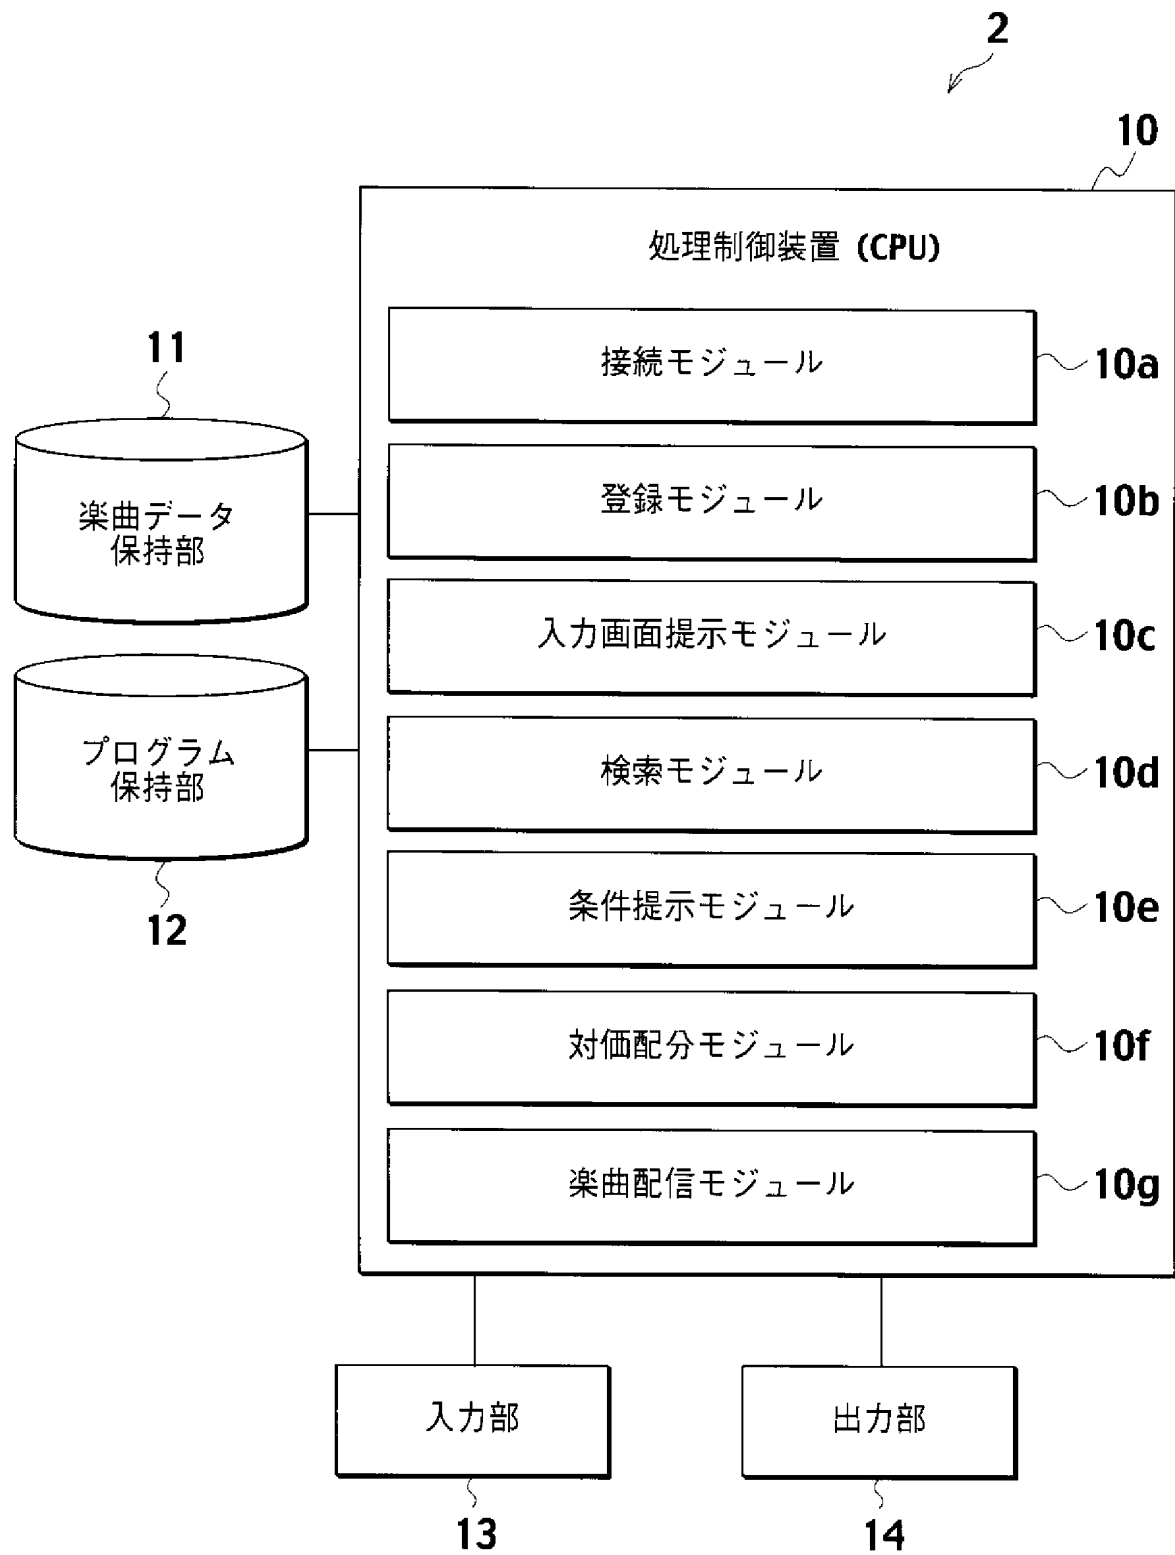 2
10
処理制御装置 (CPU)
接続モジュール
10a
11
登録モジュール
10b
楽曲データ
保持部
入力画面提示モジュール
10c
プログラム
保持部
検索モジュール
10d
12
条件提示モジュール
10e
対価配分モジュール
10f
楽曲配信モジュール
10g
入力部
出力部
13
14